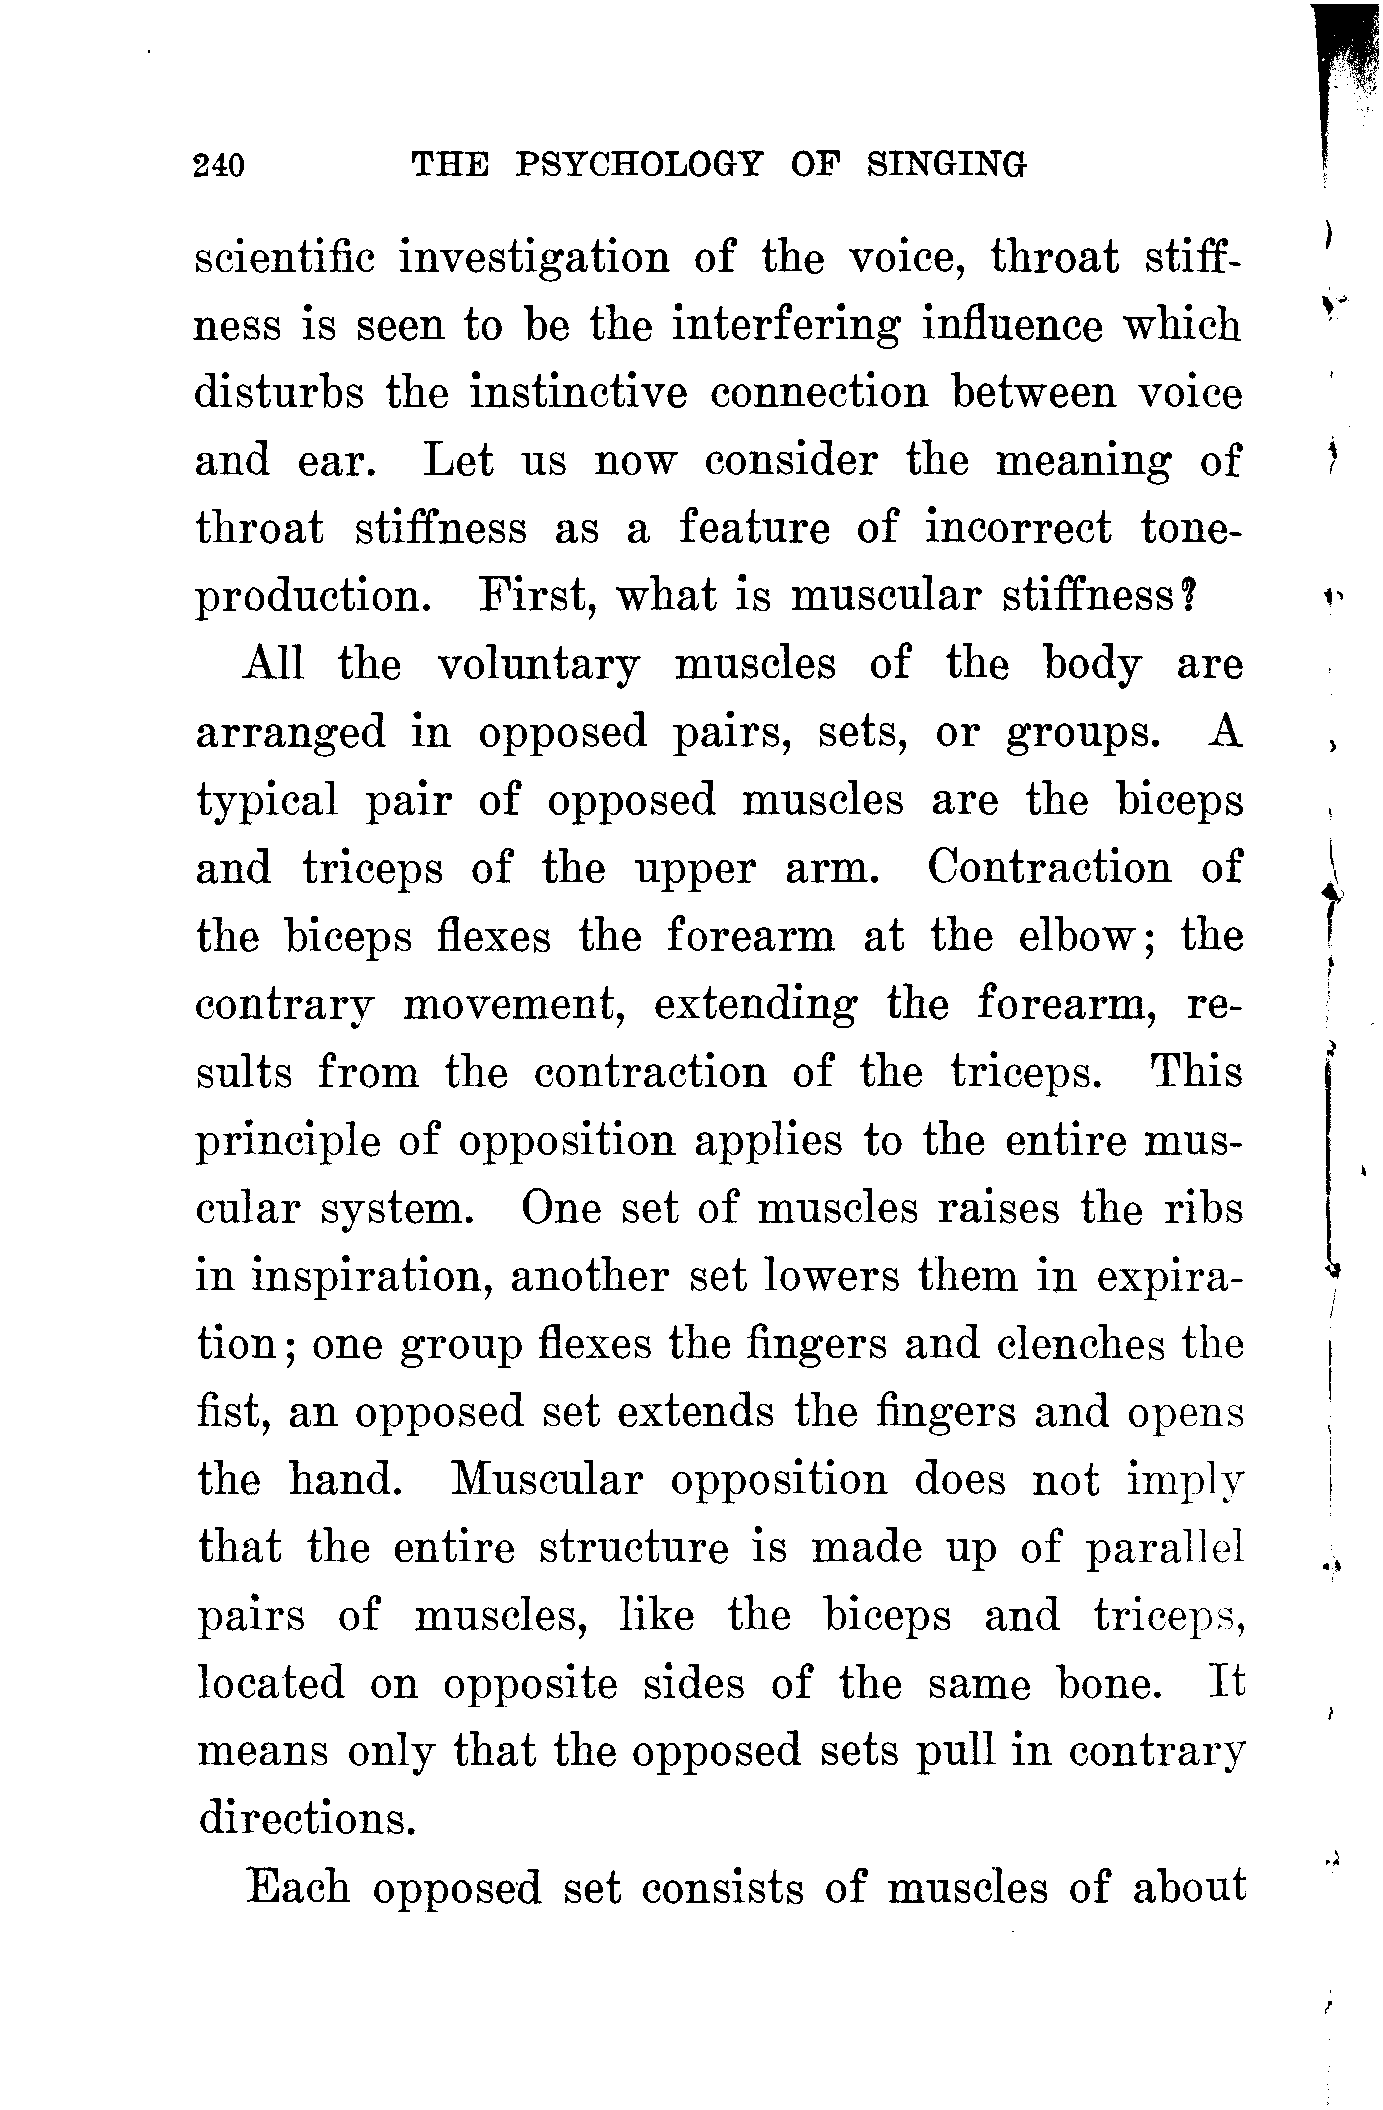 240 THE PSYCHOLOGY OF SINGING
scientific investigation of the voice, throat stiff-
ness is seen to be the interfering influence which
disturbs the instinctive connection between voice
and ear. Let us now consider the meaning of
throat stiffness as a feature of incorrect tone-
production. First, what is muscular stiffness?
All the voluntary muscles of the body are
arranged in opposed pairs, sets, or groups. A
typical pair of opposed muscles are the biceps
and triceps of the upper arm. Contraction of
the biceps flexes the forearm at the elbow; the
contrary movement, extending the forearm, re-
sults from the contraction of the triceps. This
principle of opposition applies to the entire mus-
cular system. One set of muscles raises the ribs
in inspiration, another set lowers them in expira-
tion; one group flexes the fingers and clenches the
fist, an opposed set extends the fingers and opens
the hand. Muscular opposition does not imply
that the entire structure is made up of parallel
pairs of muscles, like the biceps and triceps,
located on opposite sides of the same bone. It
means only that the opposed sets pull in contrary
directions.
Each opposed set consists of muscles of about